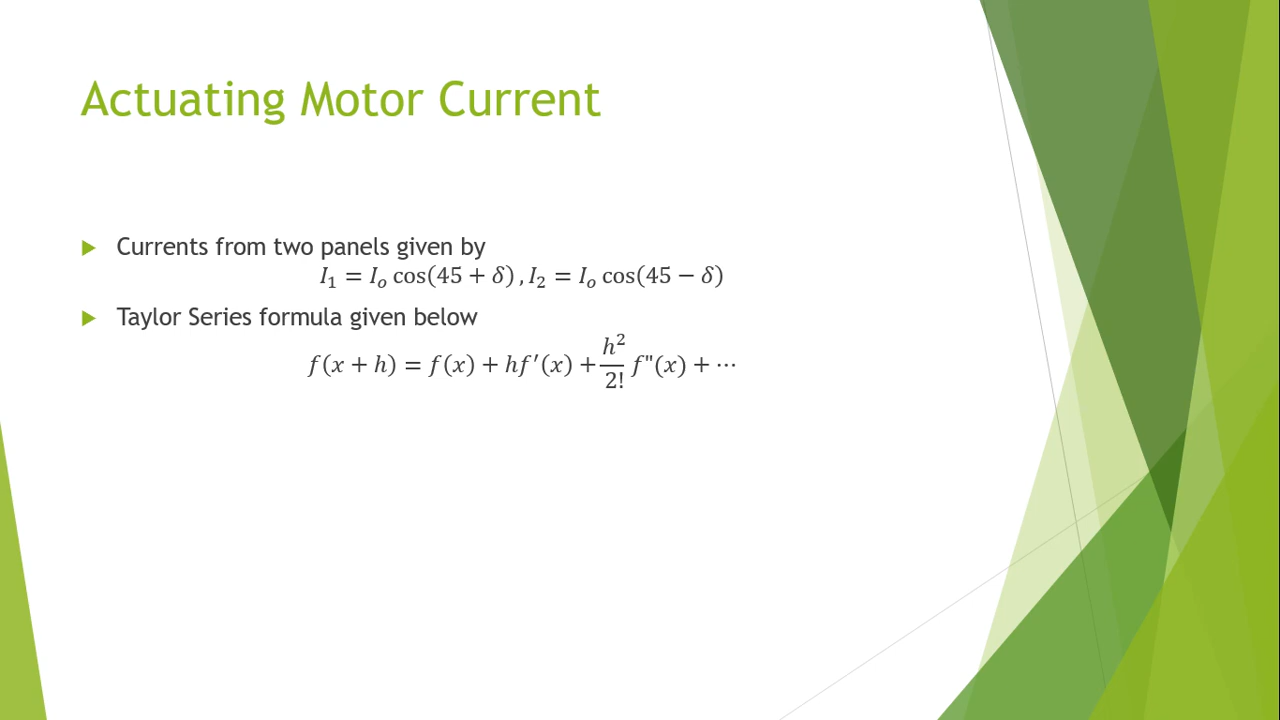 Actuating Motor Current
Currents from two panels given by
I₁ = Iₒ cos(45 + δ) , I₂ = Iₒ cos(45 − δ)
Taylor Series formula given below
f(x + h) = f(x) + hf′(x) + h²/2! f"(x) + ⋯